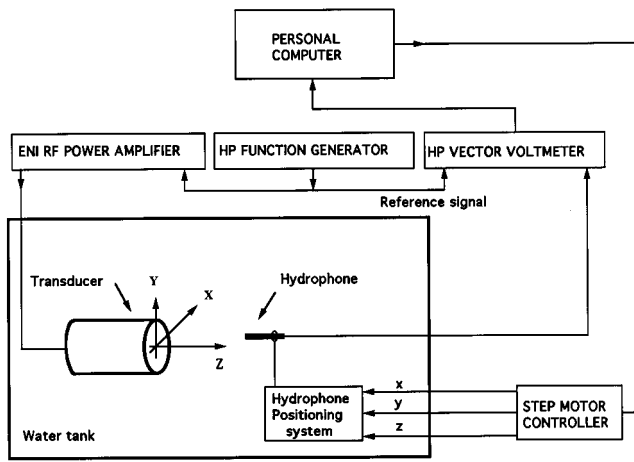 PERSONAL
COMPUTER
ENI RF POWER AMPLIFIER
HP FUNCTION GENERATOR
HP VECTOR VOLTMETER
Reference signal
Transducer
Y
X
Z
Hydrophone
Hydrophone
Positioning
system
x
y
z
STEP MOTOR
CONTROLLER
Water tank